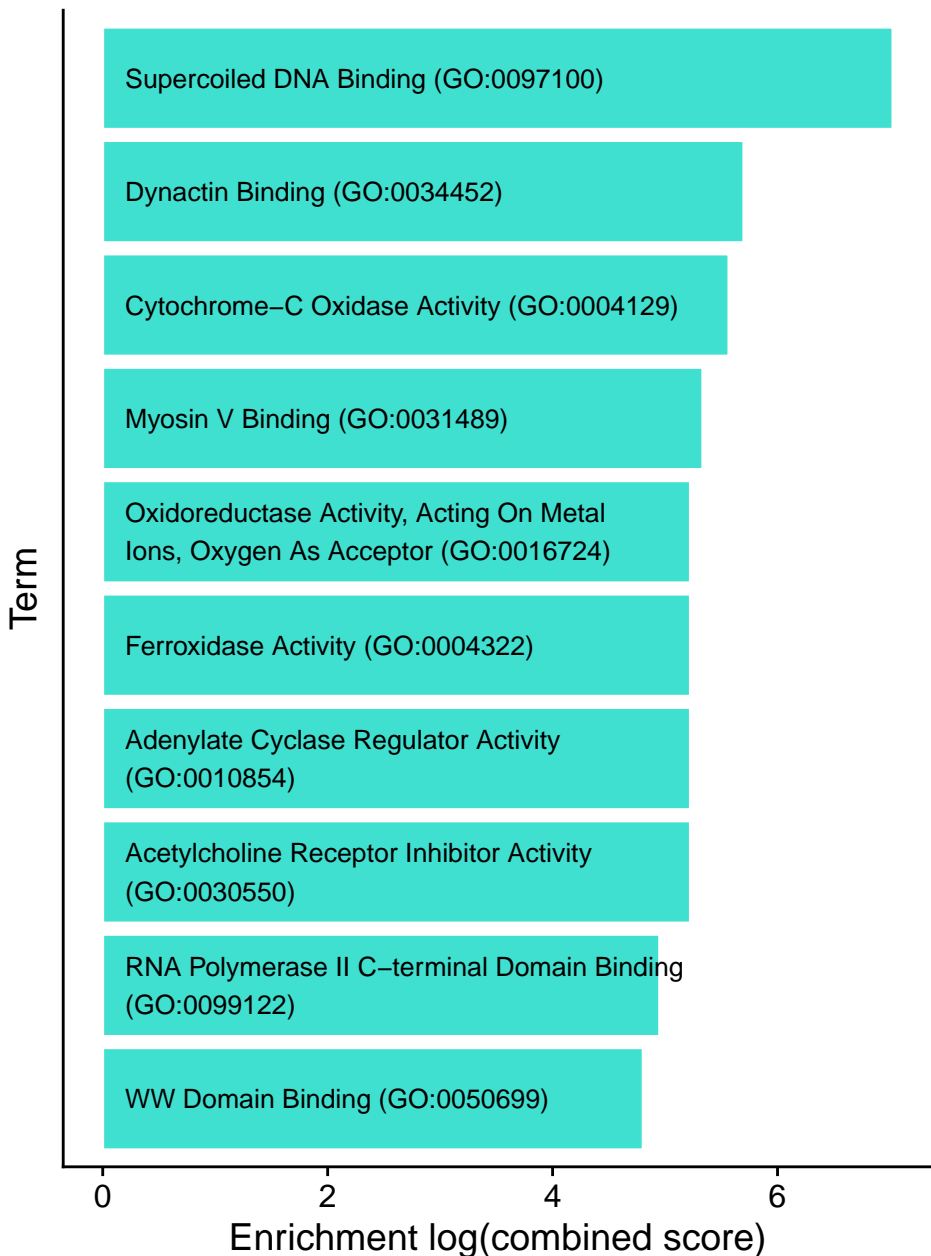 Supercoiled DNA Binding (GO:0097100)
Dynactin Binding (GO:0034452)
Cytochrome−C Oxidase Activity (GO:0004129)
Myosin V Binding (GO:0031489)
Oxidoreductase Activity, Acting On Metal
Ions, Oxygen As Acceptor (GO:0016724)
Ferroxidase Activity (GO:0004322)
Adenylate Cyclase Regulator Activity
(GO:0010854)
Acetylcholine Receptor Inhibitor Activity
(GO:0030550)
RNA Polymerase II C−terminal Domain Binding
(GO:0099122)
WW Domain Binding (GO:0050699)
Term
0 2 4 6
Enrichment log(combined score)